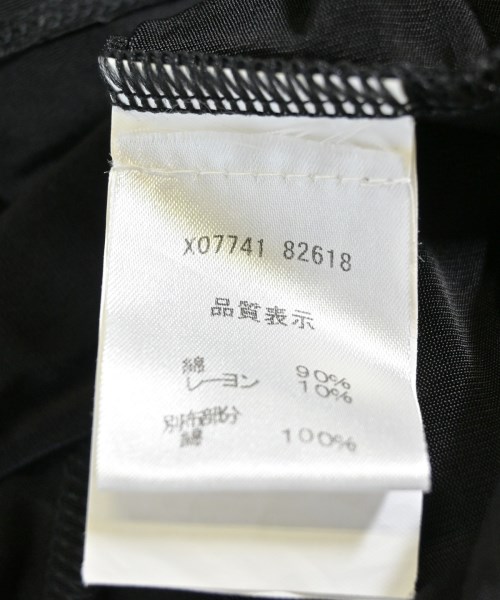 X07741 82618
品質表示
綿 90%
レーヨン 10%
別布部分
綿 100%